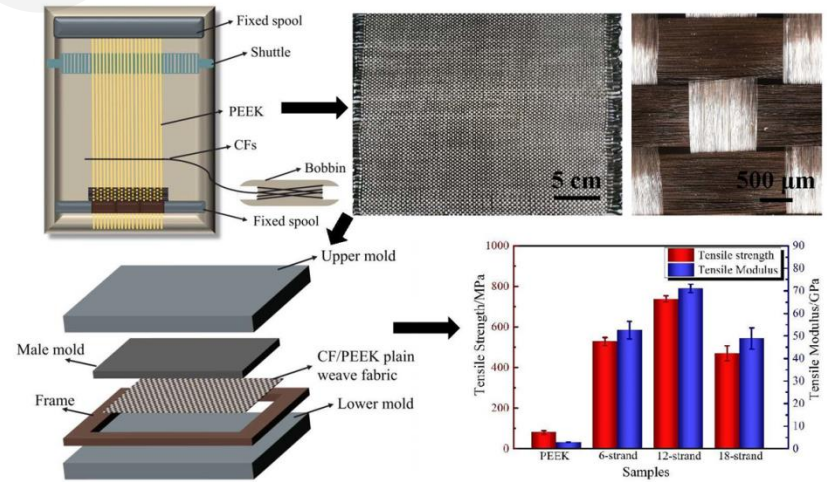 Fixed spool
Shuttle
PEEK
CFs
Bobbin
Fixed spool
5 cm
500 μm
Upper mold
Male mold
CF/PEEK plain
weave fabric
Frame
Lower mold
1000
800
600
400
200
0
Tensile Strength/MPa
Tensile strength
Tensile Modulus
90
80
70
60
50
40
30
20
10
0
Tensile Modulus/GPa
PEEK
6-strand
12-strand
18-strand
Samples